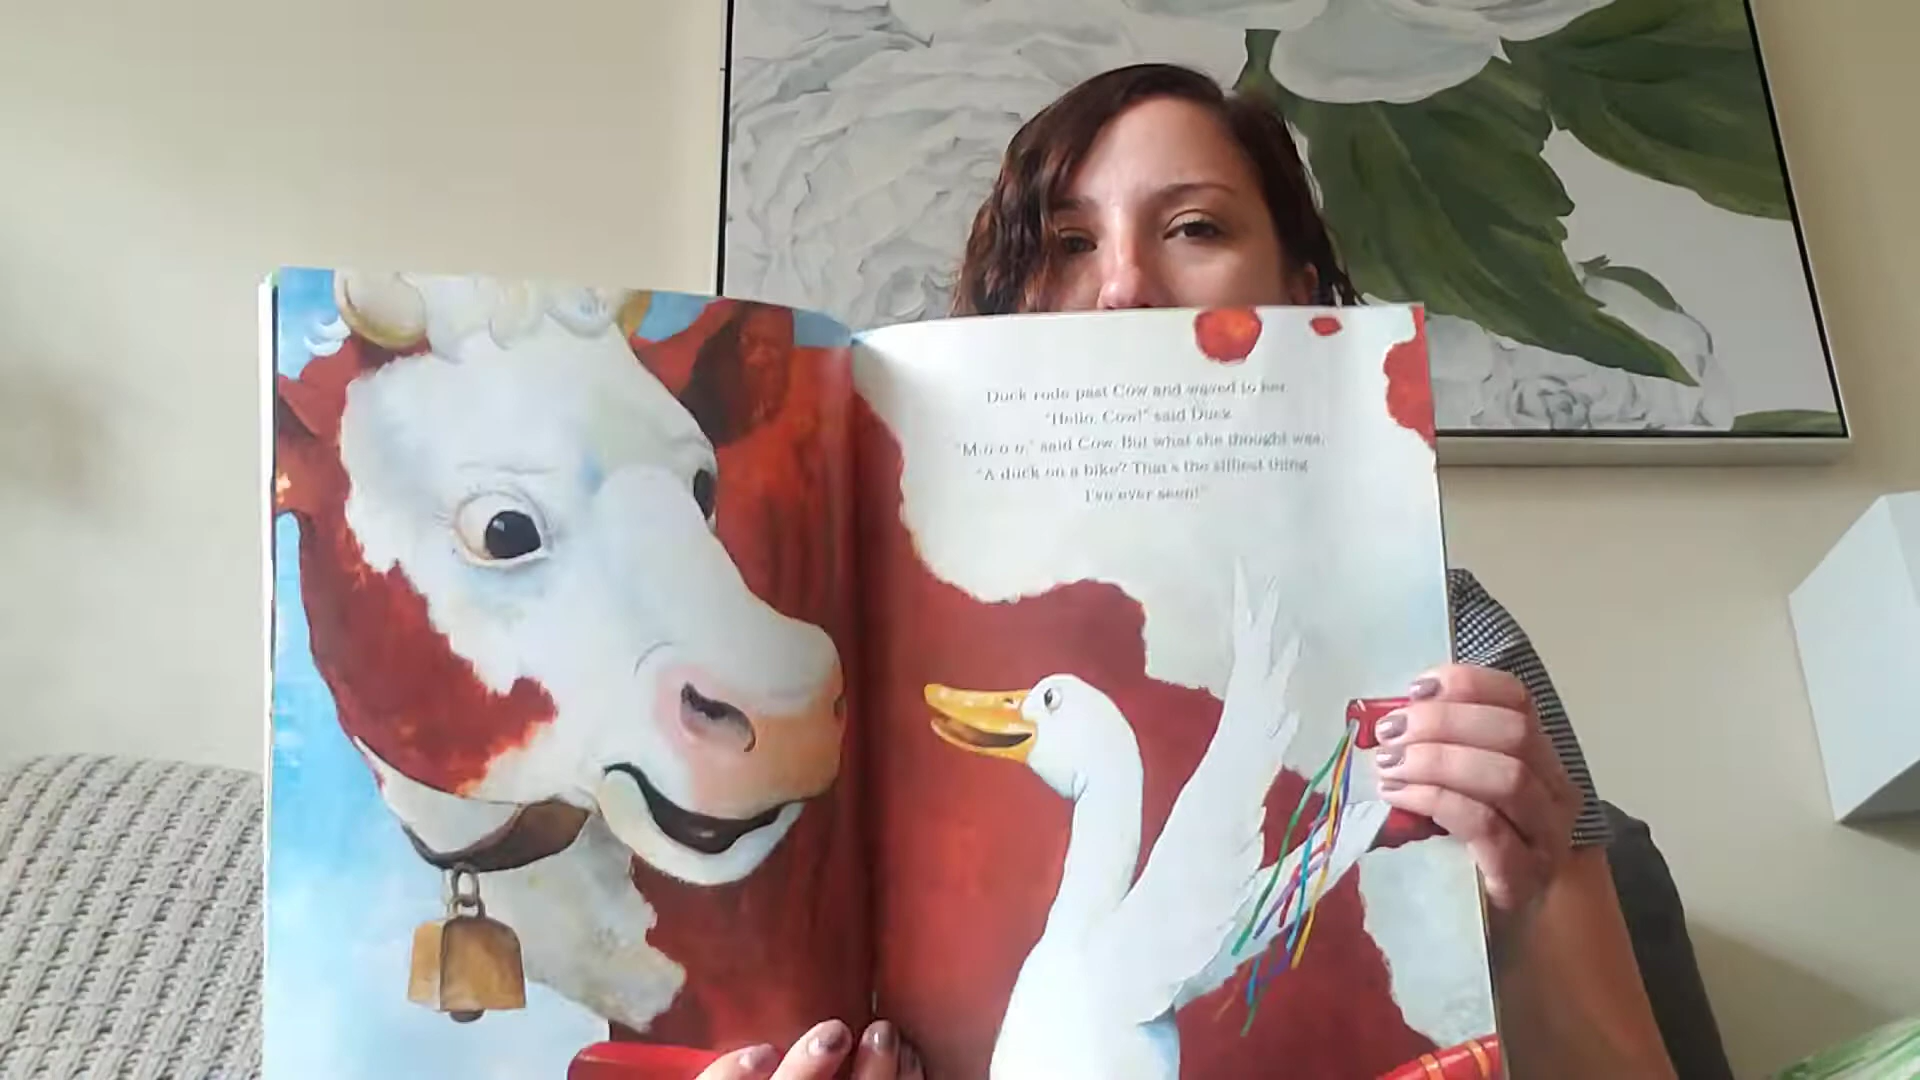 Duck rode past Cow and waved to her.
"Hello, Cow!" said Duck.
"M-o-o-o," said Cow. But what she thought was,
"A duck on a bike? That's the silliest thing
I've ever seen!"